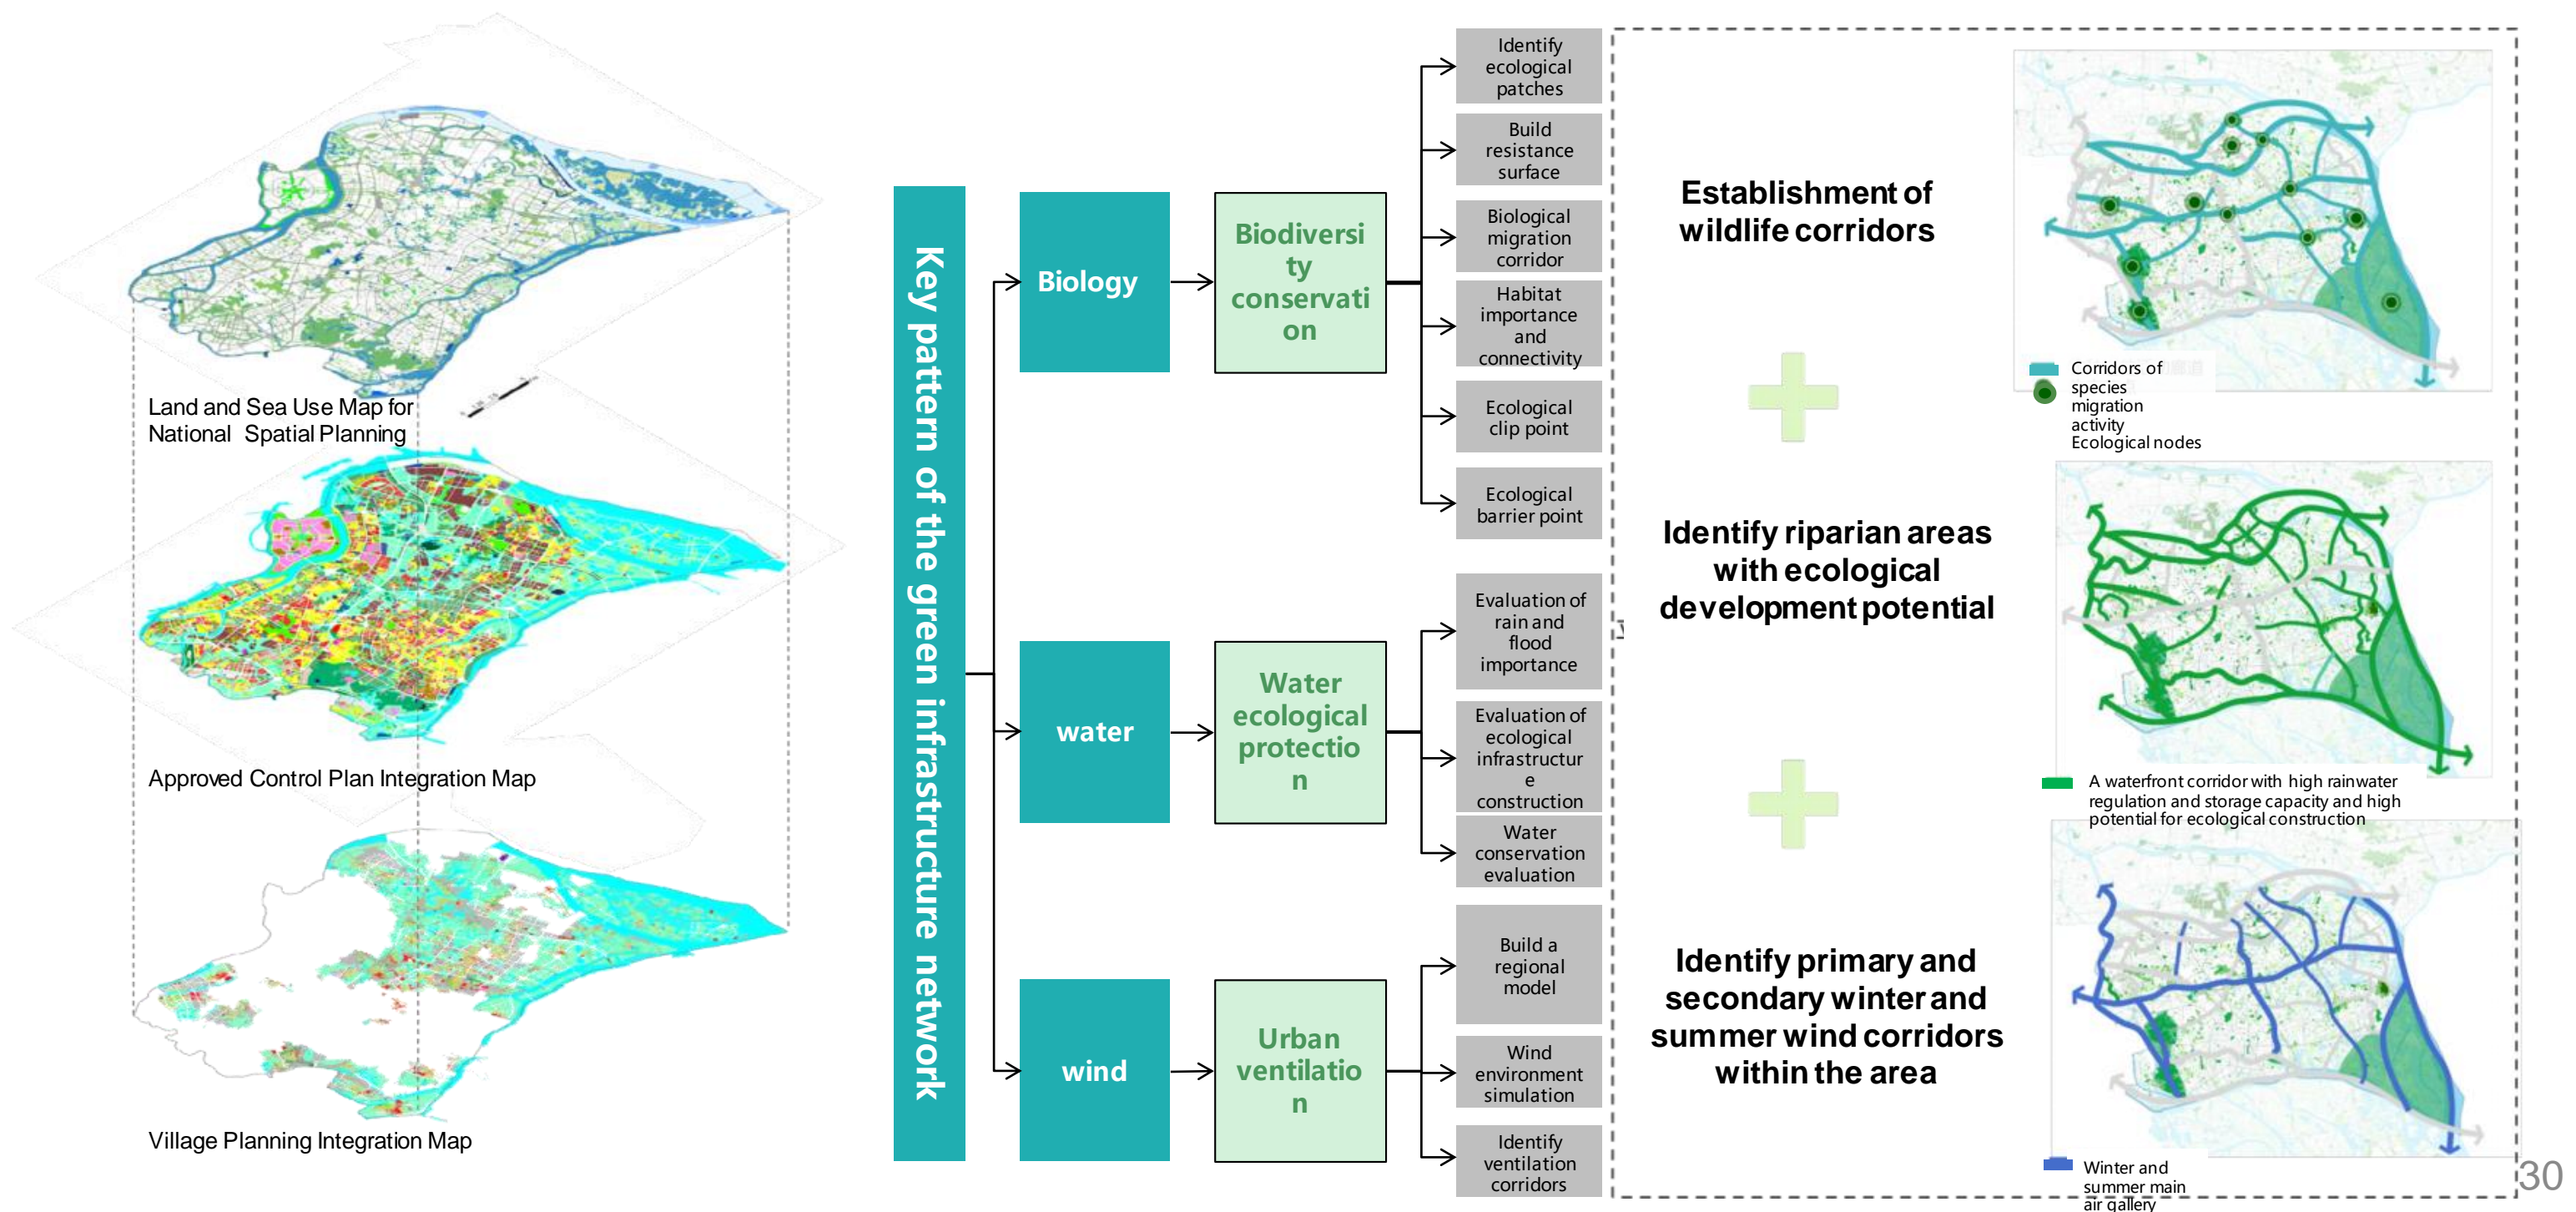 Land and Sea Use Map for
National Spatial Planning
Approved Control Plan Integration Map
Village Planning Integration Map
Key pattern of the green infrastructure network
Biology
water
wind
Biodiversi
ty
conservati
on
Water
ecological
protectio
n
Urban
ventilatio
n
Identify
ecological
patches
Build
resistance
surface
Biological
migration
corridor
Habitat
importance
and
connectivity
Ecological
clip point
Ecological
barrier point
Evaluation of
rain and
flood
importance
Evaluation of
ecological
infrastructur
e
construction
Water
conservation
evaluation
Build a
regional
model
Wind
environment
simulation
Identify
ventilation
corridors
Establishment of
wildlife corridors
Identify riparian areas
with ecological
development potential
Identify primary and
secondary winter and
summer wind corridors
within the area
Corridors of
species
migration
activity
Ecological nodes
A waterfront corridor with high rainwater
regulation and storage capacity and high
potential for ecological construction
Winter and
summer main
air gallery
30